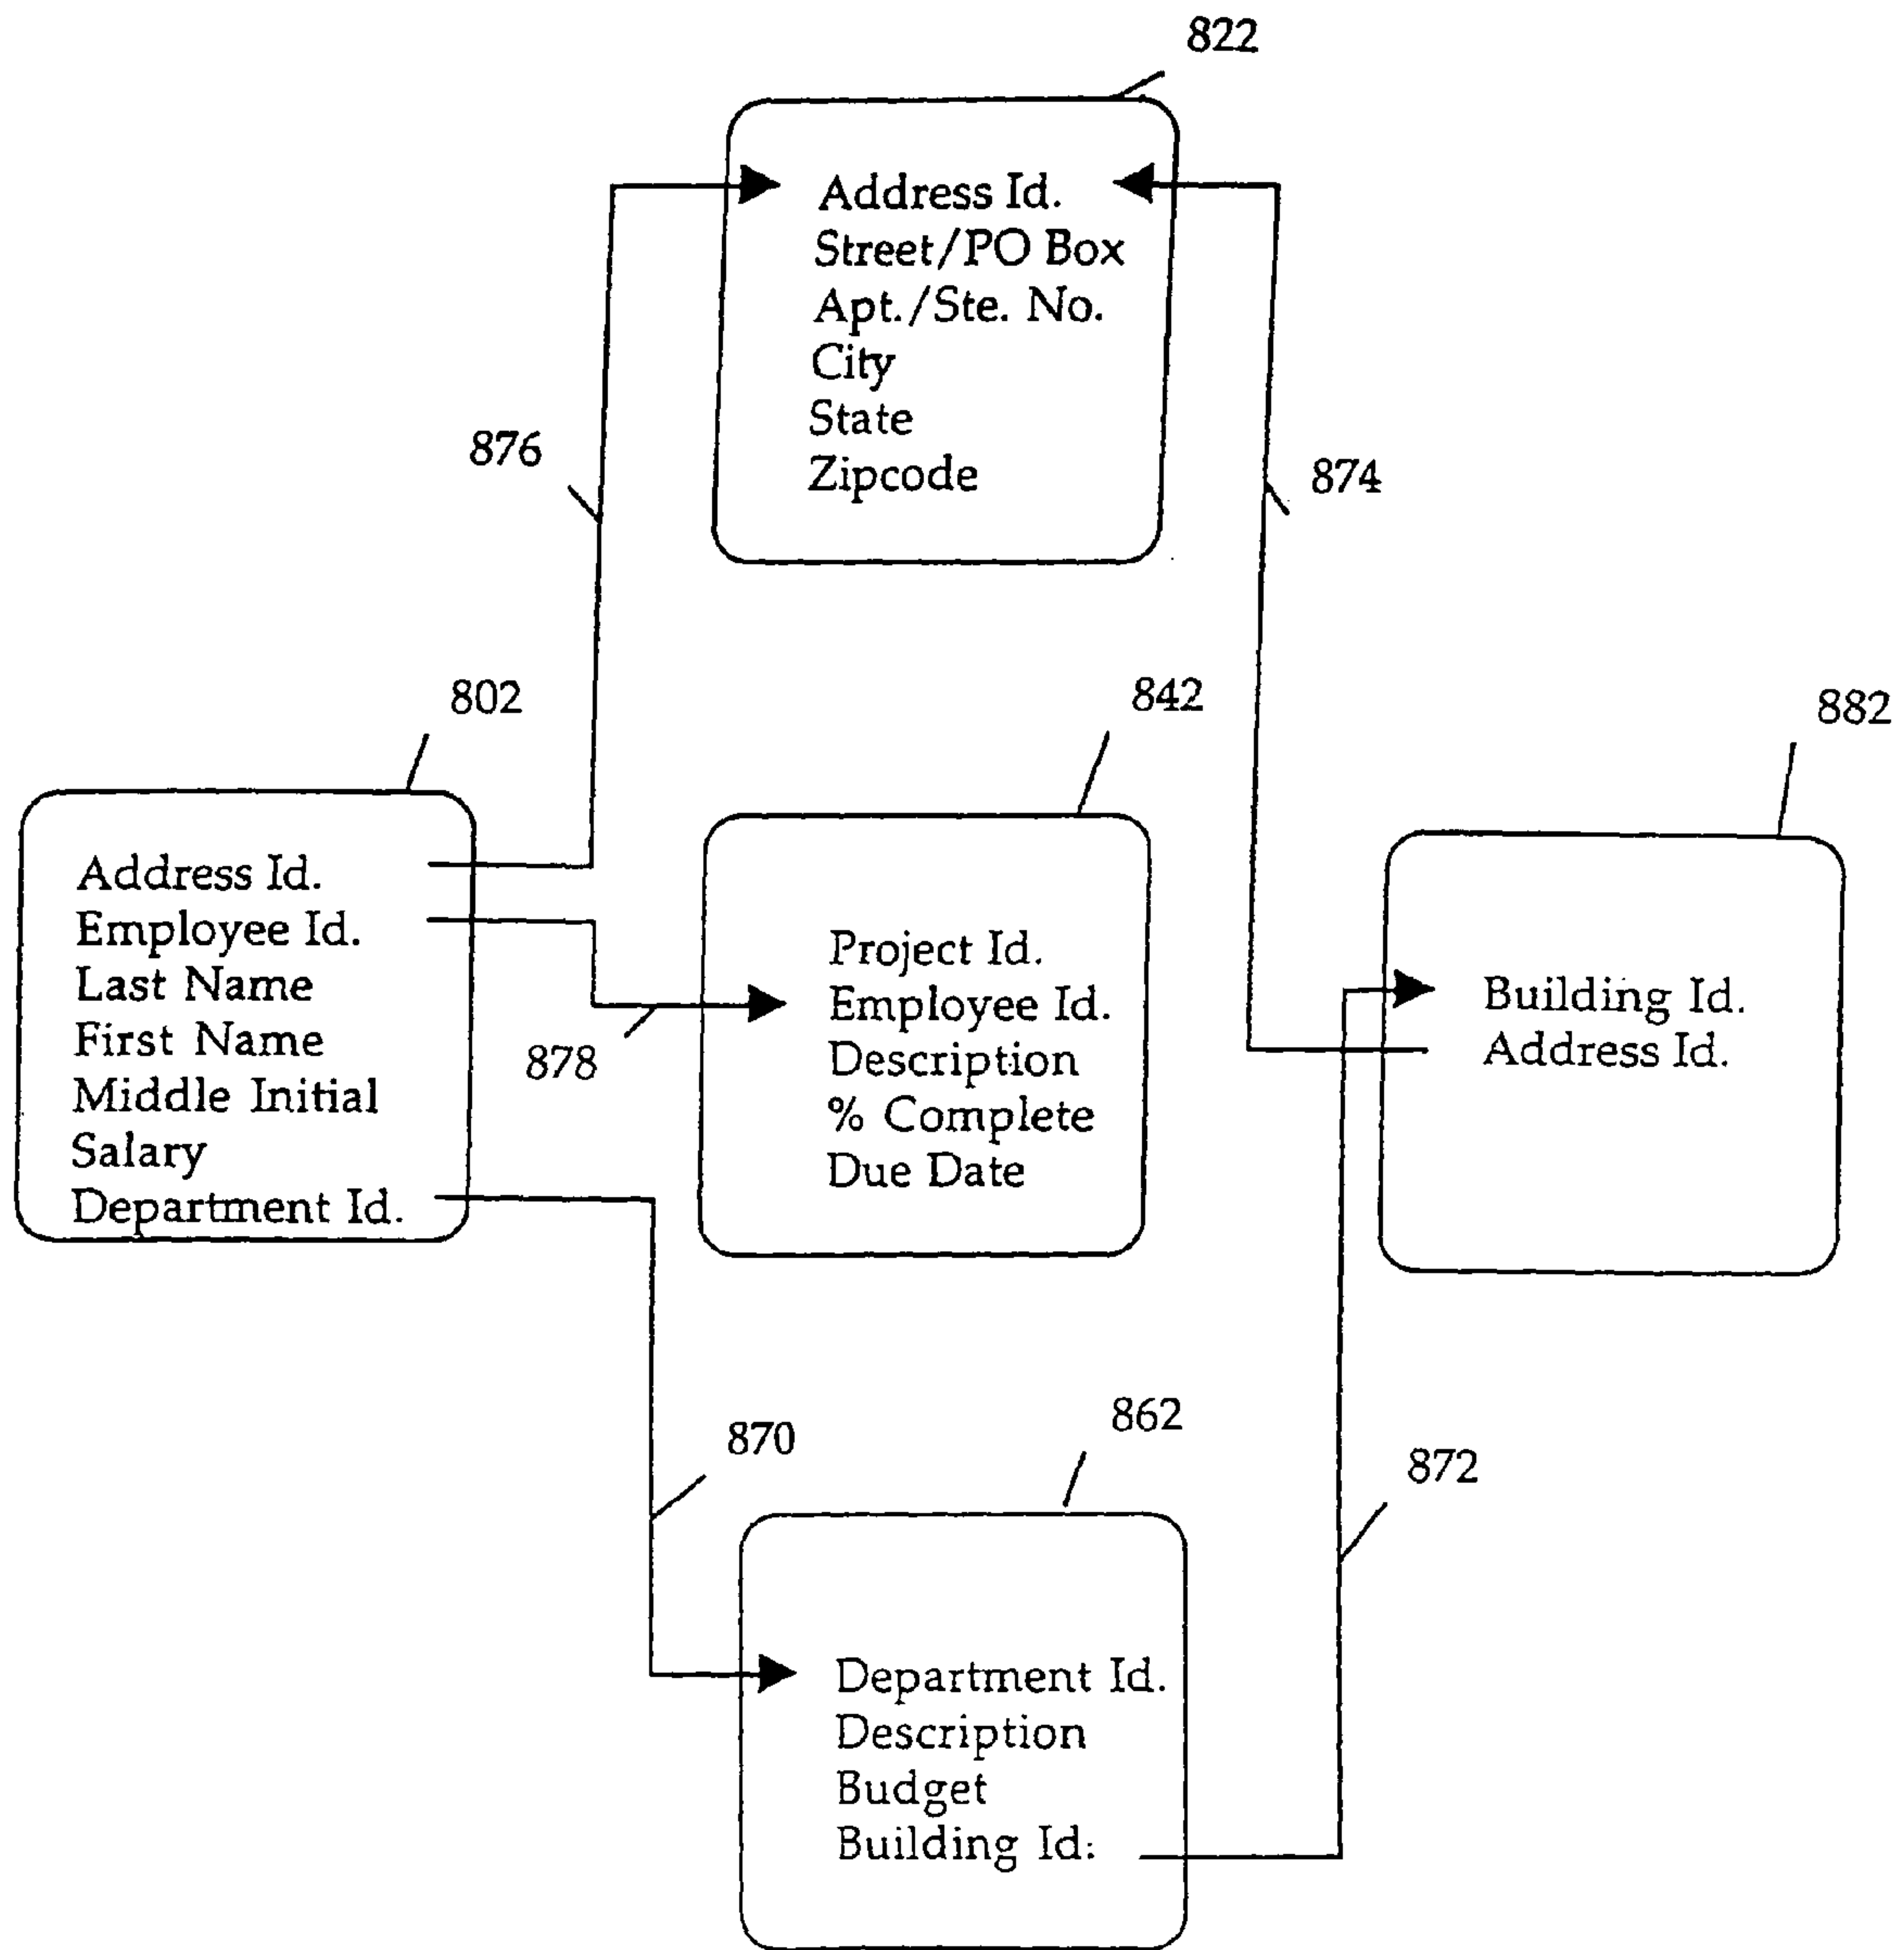 822
Address Id.
Street/PO Box
Apt./Ste. No.
City
State
Zipcode
876
874
802
842
882
Address Id.
Employee Id.
Last Name
First Name
Middle Initial
Salary
Department Id.
878
Project Id.
Employee Id.
Description
% Complete
Due Date
Building Id.
Address Id.
870
862
872
Department Id.
Description
Budget
Building Id.